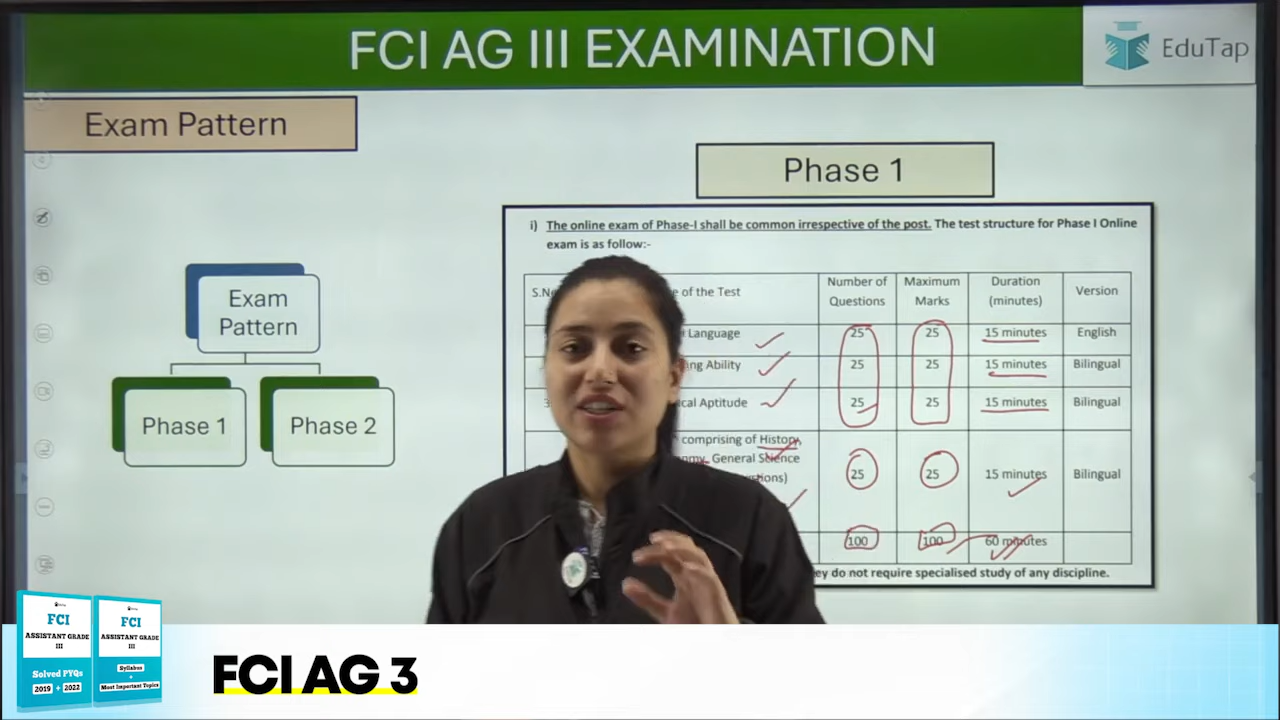 FCI AG III EXAMINATION
EduTap
Exam Pattern
Phase 1
i) The online exam of Phase-I shall be common irrespective of the post. The test structure for Phase I Online
exam is as follow:-
of the Test
Number of
Questions
Maximum
Marks
Duration
(minutes)
Version
Language
25
25
15 minutes
English
Ability
25
25
15 minutes
Bilingual
Aptitude
25
25
15 minutes
Bilingual
comprising of History,
General Science
25
25
15 minutes
Bilingual
100
100
60 minutes
do not require specialised study of any discipline.
Exam
Pattern
Phase 1
Phase 2
FCI
ASSISTANT GRADE
III
Solved PYQs
2019 + 2022
FCI
ASSISTANT GRADE
III
Syllabus
+
Most Important Topics
FCI AG 3